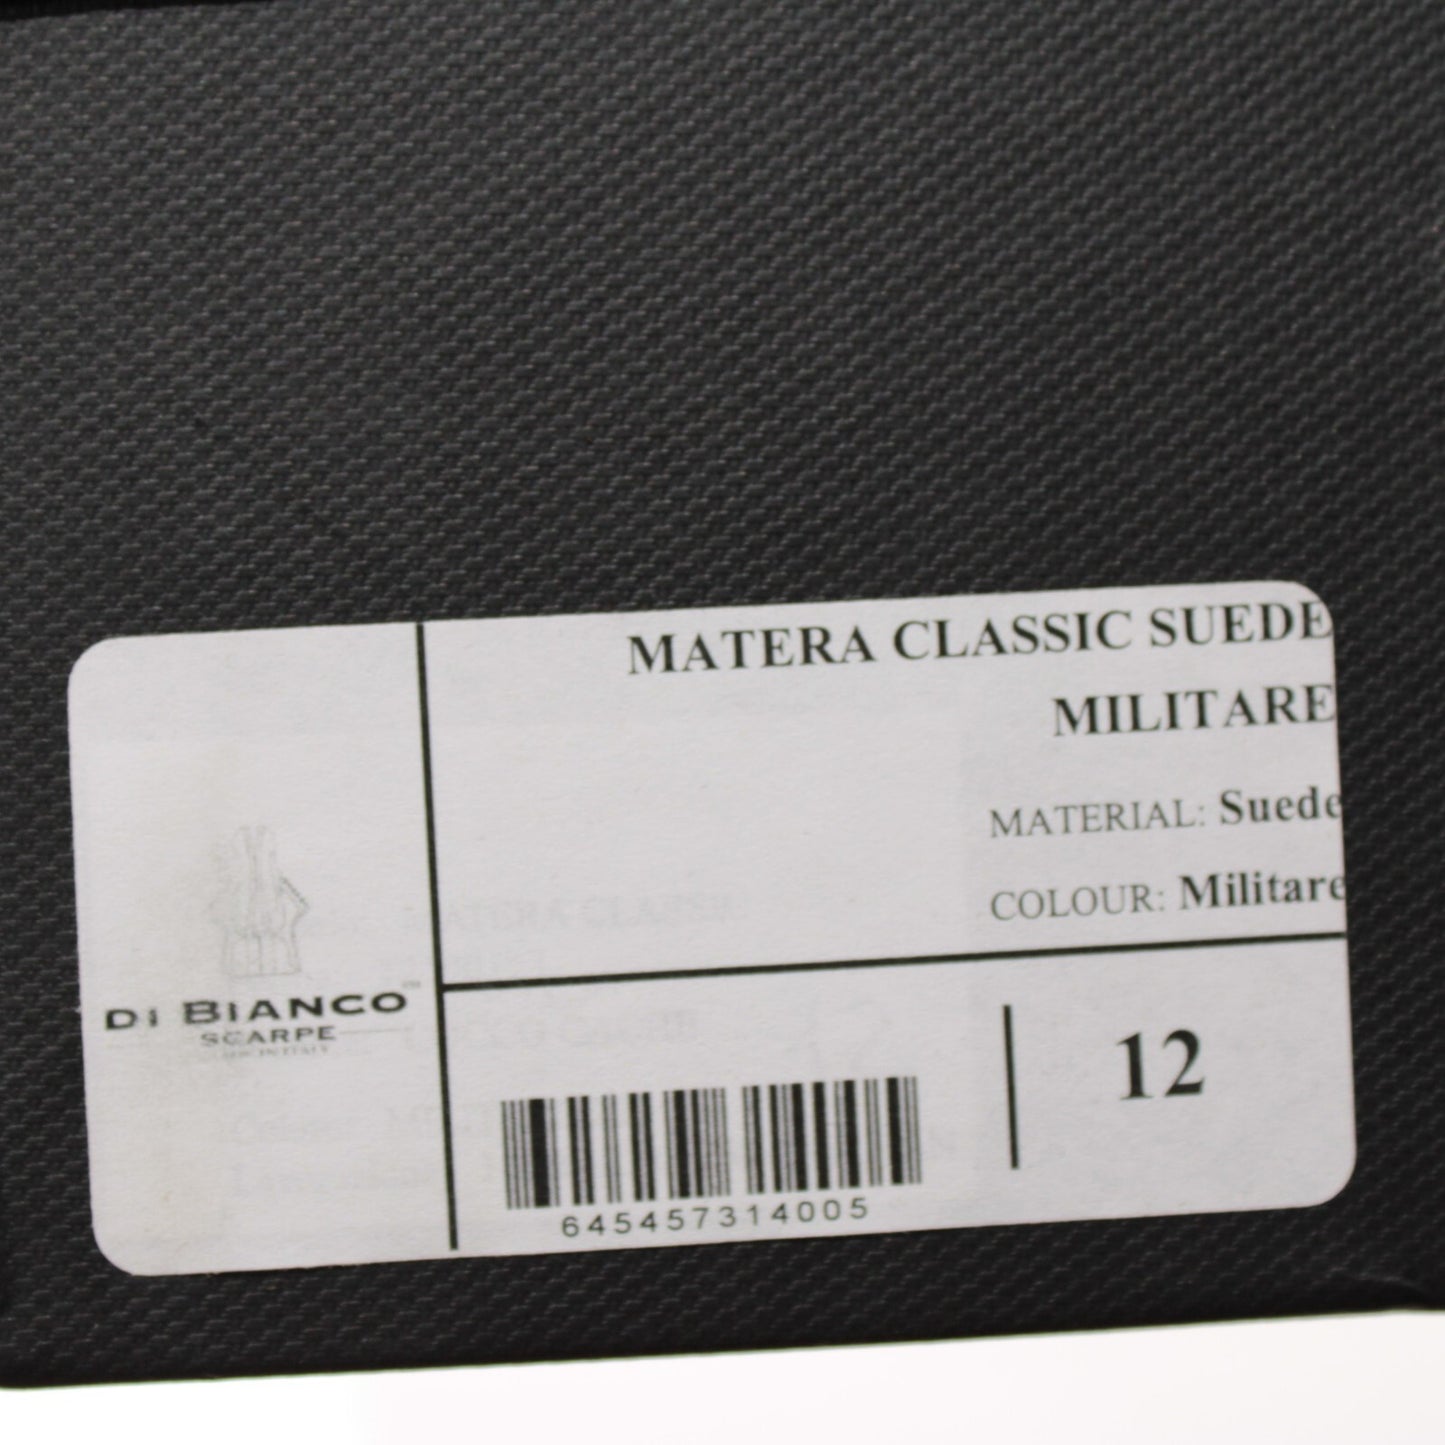 MATERA CLASSIC SUEDE
MILITARE
MATERIAL: Suede
COLOUR: Militare
DI BIANCO
SCARPE
645457314005
12